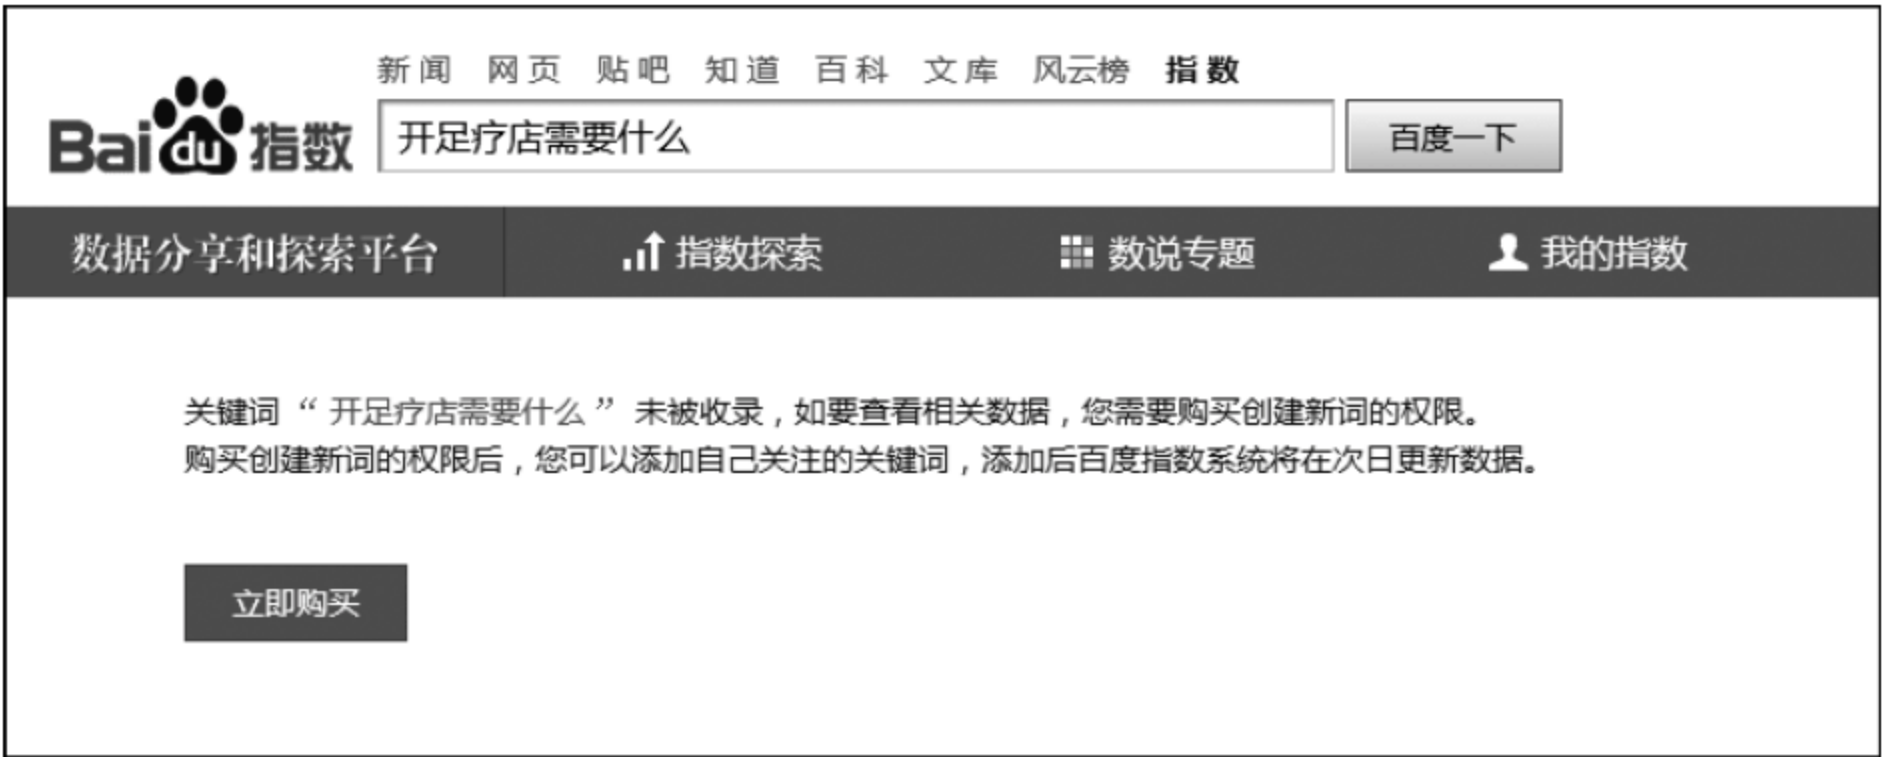 新闻 网页 贴吧 知道 百科 文库 风云榜 指数
Bai du 指数 开足疗店需要什么 百度一下
数据分享和探索平台 指数探索 数说专题 我的指数
关键词“开足疗店需要什么”未被收录，如要查看相关数据，您需要购买创建新词的权限。
购买创建新词的权限后，您可以添加自己关注的关键词，添加后百度指数系统将在次日更新数据。
立即购买